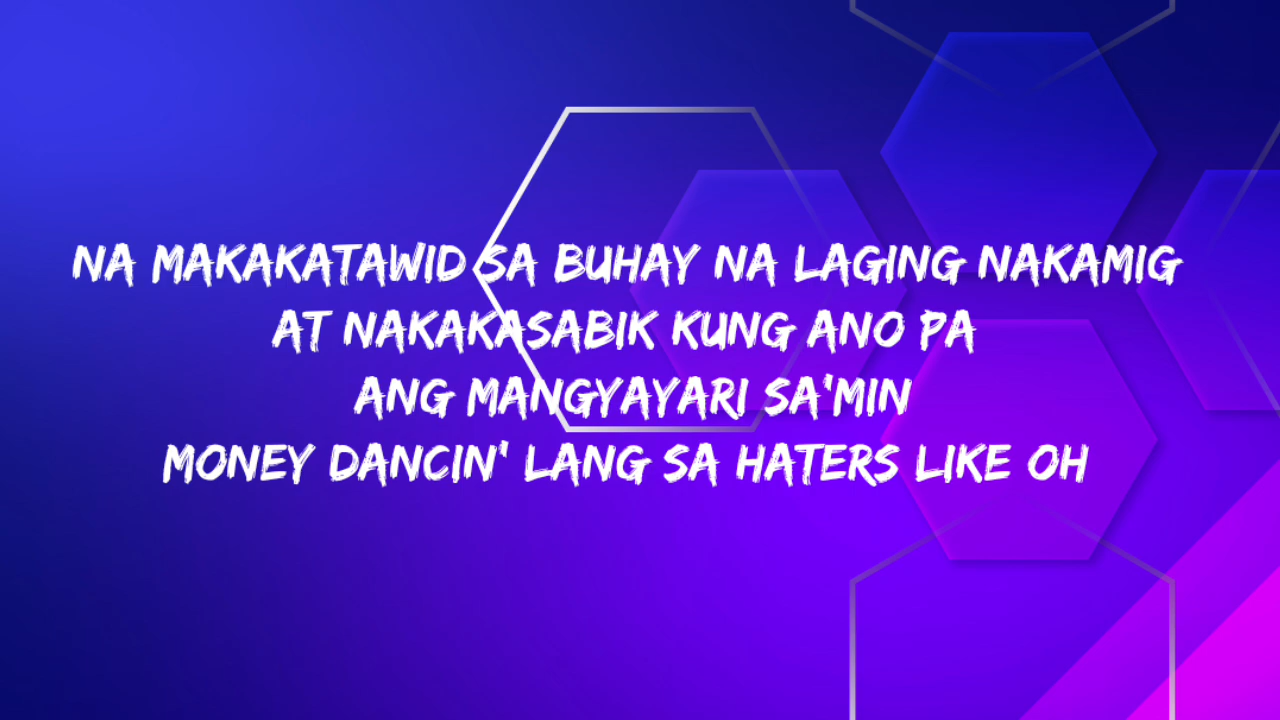 NA MAKAKATAWID SA BUHAY NA LAGING NAKAMIG
AT NAKAKASABIK KUNG ANO PA
ANG MANGYAYARI SA'MIN
MONEY DANCIN' LANG SA HATERS LIKE OH